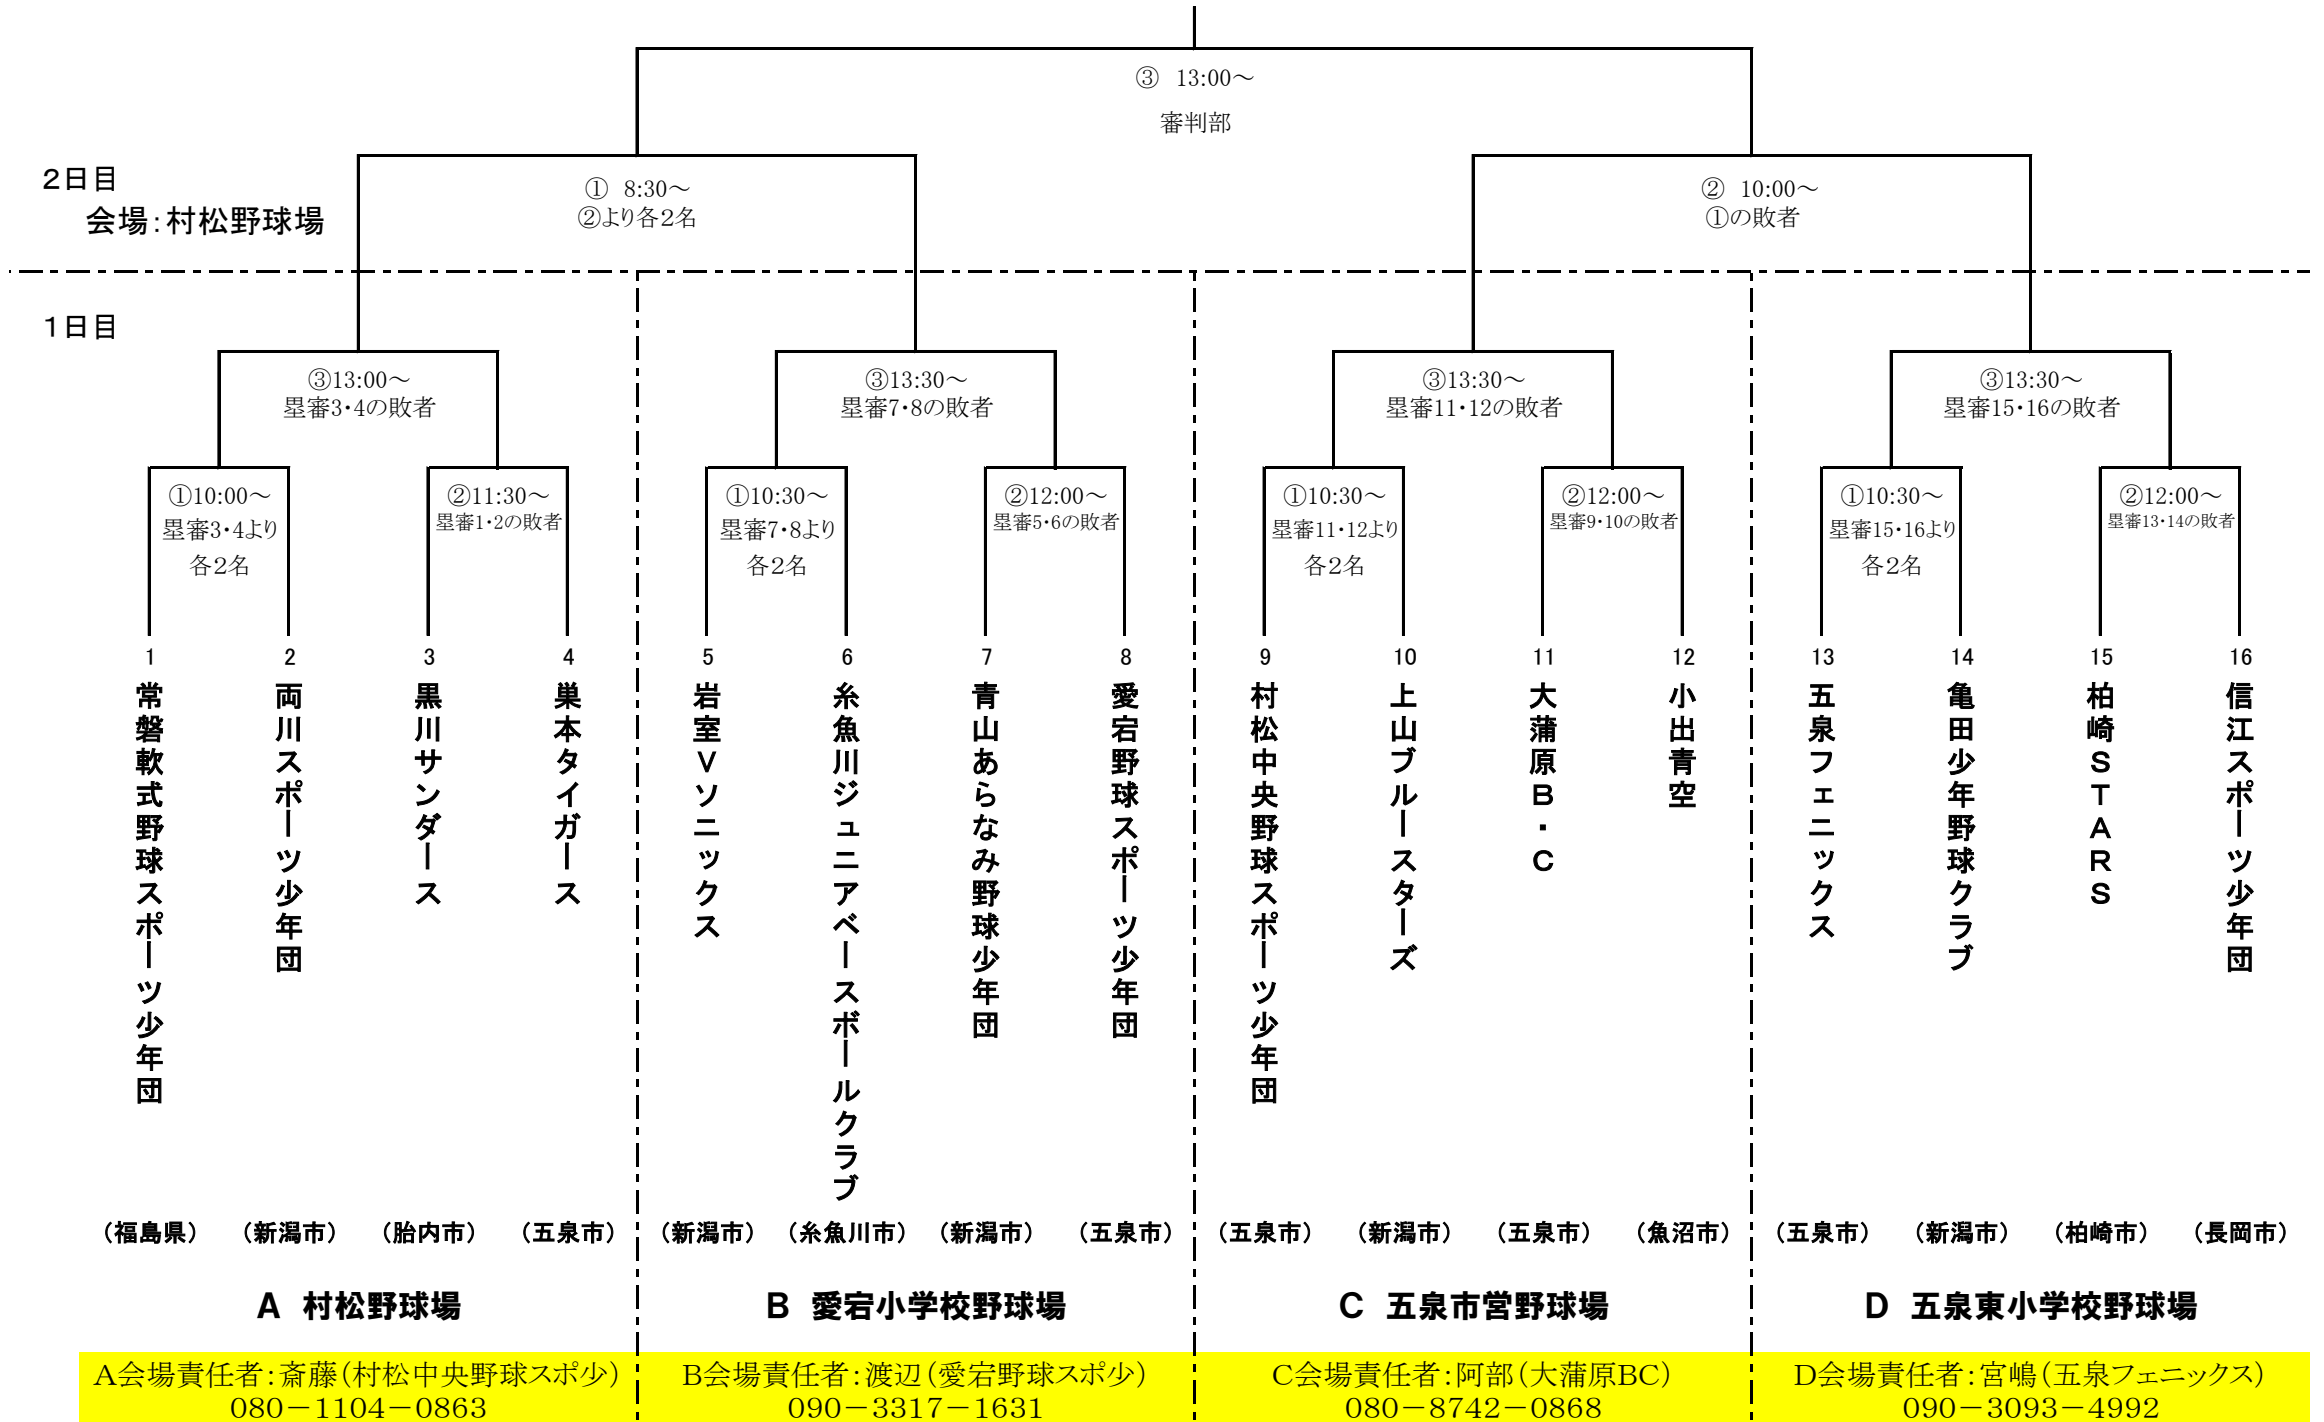 ③ 13:00～
審判部
2日目
会場：村松野球場
① 8:30～
②より各2名
② 10:00～
①の敗者
1日目
③13:00～
塁審3・4の敗者
③13:30～
塁審7・8の敗者
③13:30～
塁審11・12の敗者
③13:30～
塁審15・16の敗者
①10:00～
塁審3・4より
各2名
②11:30～
塁審1・2の敗者
①10:30～
塁審7・8より
各2名
②12:00～
塁審5・6の敗者
①10:30～
塁審11・12より
各2名
②12:00～
塁審9・10の敗者
①10:30～
塁審15・16より
各2名
②12:00～
塁審13・14の敗者
1
常磐軟式野球スポーツ少年団
（福島県）
2
両川スポーツ少年団
（新潟市）
3
黒川サンダース
（胎内市）
4
巣本タイガース
（五泉市）
5
岩室Ｖソニックス
（新潟市）
6
糸魚川ジュニアベースボールクラブ
（糸魚川市）
7
青山あらなみ野球少年団
（新潟市）
8
愛宕野球スポーツ少年団
（五泉市）
9
村松中央野球スポーツ少年団
（五泉市）
10
上山ブルースターズ
（新潟市）
11
大蒲原Ｂ・Ｃ
（五泉市）
12
小出青空
（魚沼市）
13
五泉フェニックス
（五泉市）
14
亀田少年野球クラブ
（新潟市）
15
柏崎ＳＴＡＲＳ
（柏崎市）
16
信江スポーツ少年団
（長岡市）
A 村松野球場
B 愛宕小学校野球場
C 五泉市営野球場
D 五泉東小学校野球場
A会場責任者：斎藤（村松中央野球スポ少）
080－1104－0863
B会場責任者：渡辺（愛宕野球スポ少）
090－3317－1631
C会場責任者：阿部（大蒲原BC）
080－8742－0868
D会場責任者：宮嶋（五泉フェニックス）
090－3093－4992